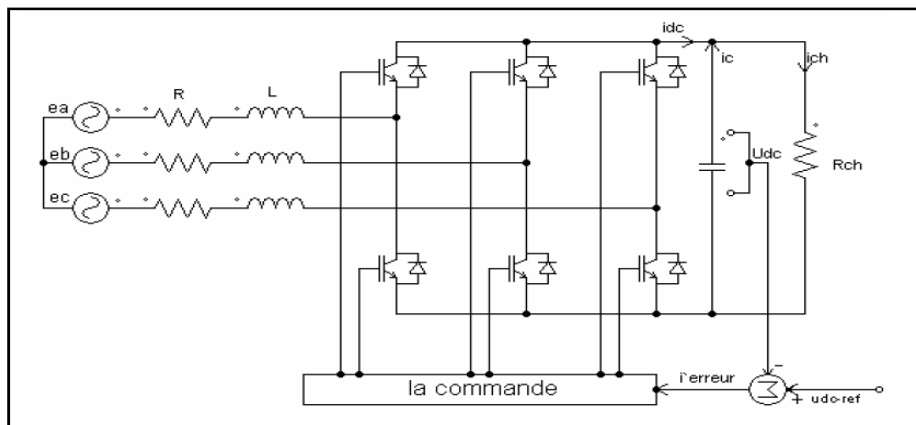 idc
ic
ich
R
L
ea
eb
ec
Udc
Rch
la commande
i`erreur
Σ
−
+
udc-ref